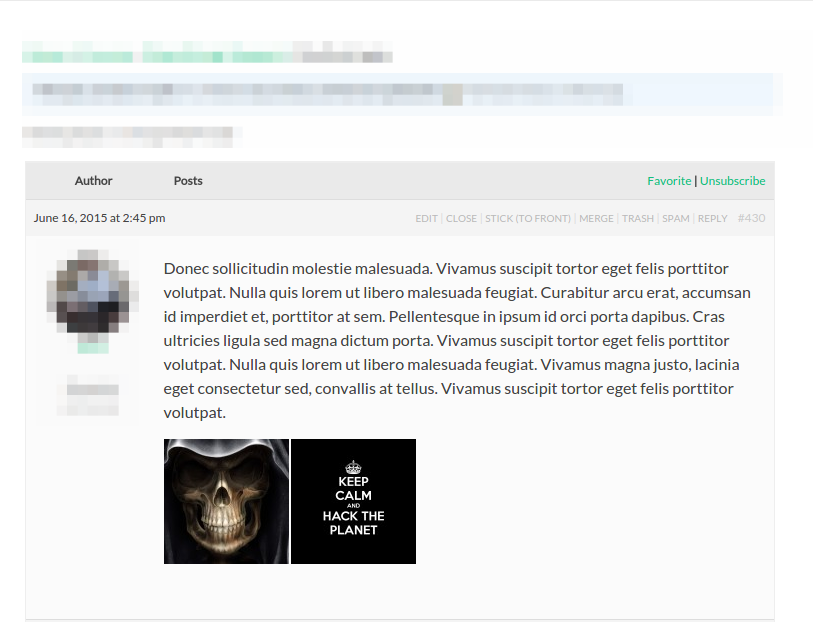 Author Posts Favorite | Unsubscribe
June 16, 2015 at 2:45 pm EDIT | CLOSE | STICK (TO FRONT) | MERGE | TRASH | SPAM | REPLY #430
Donec sollicitudin molestie malesuada. Vivamus suscipit tortor eget felis porttitor
volutpat. Nulla quis lorem ut libero malesuada feugiat. Curabitur arcu erat, accumsan
id imperdiet et, porttitor at sem. Pellentesque in ipsum id orci porta dapibus. Cras
ultricies ligula sed magna dictum porta. Vivamus suscipit tortor eget felis porttitor
volutpat. Nulla quis lorem ut libero malesuada feugiat. Vivamus magna justo, lacinia
eget consectetur sed, convallis at tellus. Vivamus suscipit tortor eget felis porttitor
volutpat.
KEEP
CALM
AND
HACK THE
PLANET